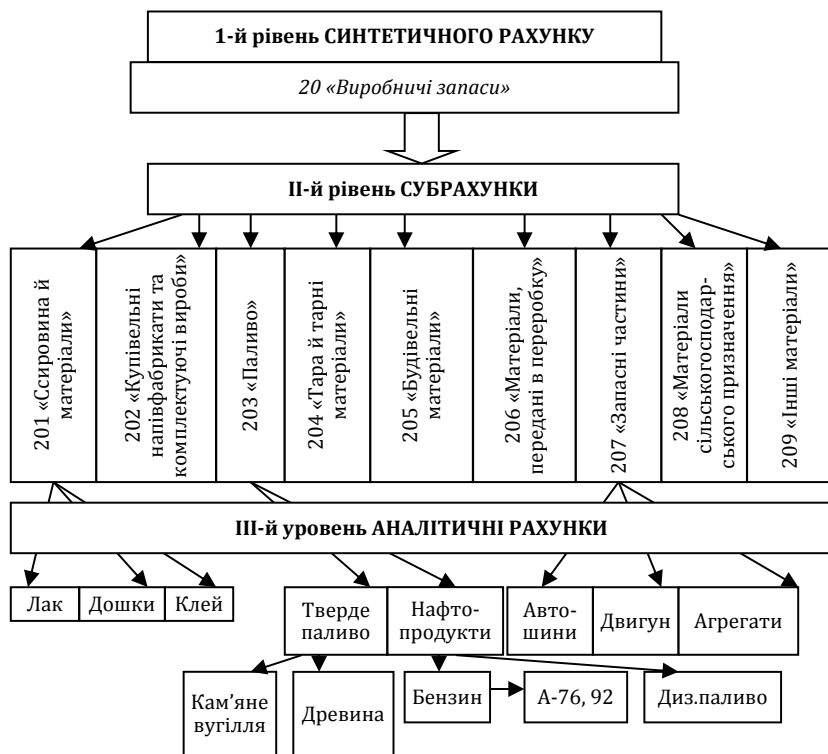 1-й рівень СИНТЕТИЧНОГО РАХУНКУ
20 «Виробничі запаси»
ІІ-й рівень СУБРАХУНКИ
201 «Ссировина й
матеріали»
202 «Купівельні
напівфабрикати та
комплектуючі вироби»
203 «Паливо»
204 «Тара й тарні
матеріали»
205 «Будівельні
матеріали»
206 «Матеріали,
передані в переробку»
207 «Запасні частини»
208 «Матеріали
сільськогосподар-
ського призначення»
209 «Інші матеріали»
ІІІ-й уровень АНАЛІТИЧНІ РАХУНКИ
Лак
Дошки
Клей
Тверде
паливо
Нафто-
продукти
Авто-
шини
Двигун
Агрегати
Кам’яне
вугілля
Древина
Бензин
А-76, 92
Диз.паливо